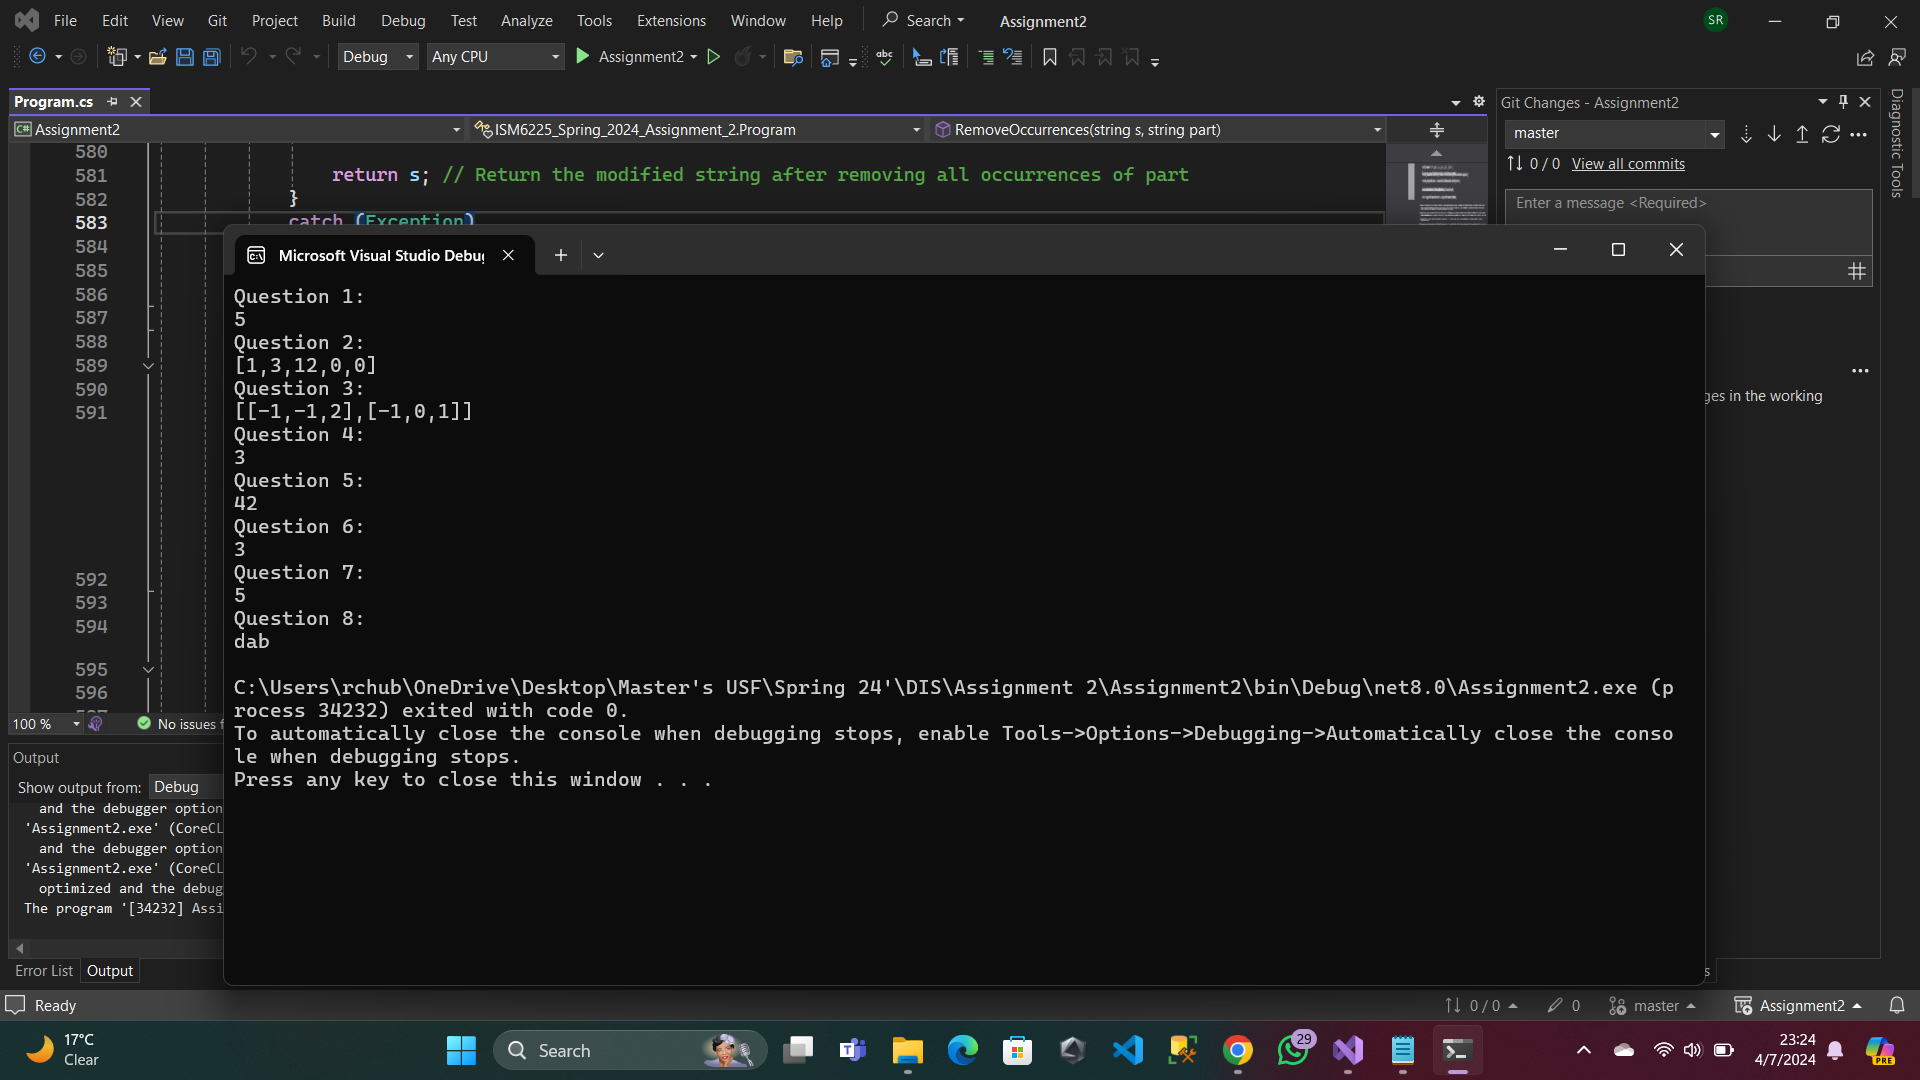 File Edit View Git Project Build Debug Test Analyze Tools Extensions Window Help Search Assignment2 SR
Debug Any CPU Assignment2
Program.cs
Git Changes - Assignment2
C# Assignment2 ISM6225_Spring_2024_Assignment_2.Program RemoveOccurrences(string s, string part)
master
Diagnostic Tools
0 / 0 View all commits
Enter a message <Required>
580
581 return s; // Return the modified string after removing all occurrences of part
582 }
583 catch (Exception)
584
585
586
587
588
589
590
591
592
593
594
595
596
597
ges in the working
Microsoft Visual Studio Debug
Question 1:
5
Question 2:
[1,3,12,0,0]
Question 3:
[[-1,-1,2],[-1,0,1]]
Question 4:
3
Question 5:
42
Question 6:
3
Question 7:
5
Question 8:
dab
C:\Users\rchub\OneDrive\Desktop\Master's USF\Spring 24'\DIS\Assignment 2\Assignment2\bin\Debug\net8.0\Assignment2.exe (p
rocess 34232) exited with code 0.
To automatically close the console when debugging stops, enable Tools->Options->Debugging->Automatically close the conso
le when debugging stops.
Press any key to close this window . . .
100 % No issues f
Output
Show output from: Debug
and the debugger option
'Assignment2.exe' (CoreCL
and the debugger option
'Assignment2.exe' (CoreCL
optimized and the debug
The program '[34232] Assi
Error List Output
Ready 0 / 0 0 master Assignment2
17°C
Clear
Search
29
23:24
4/7/2024
PRE